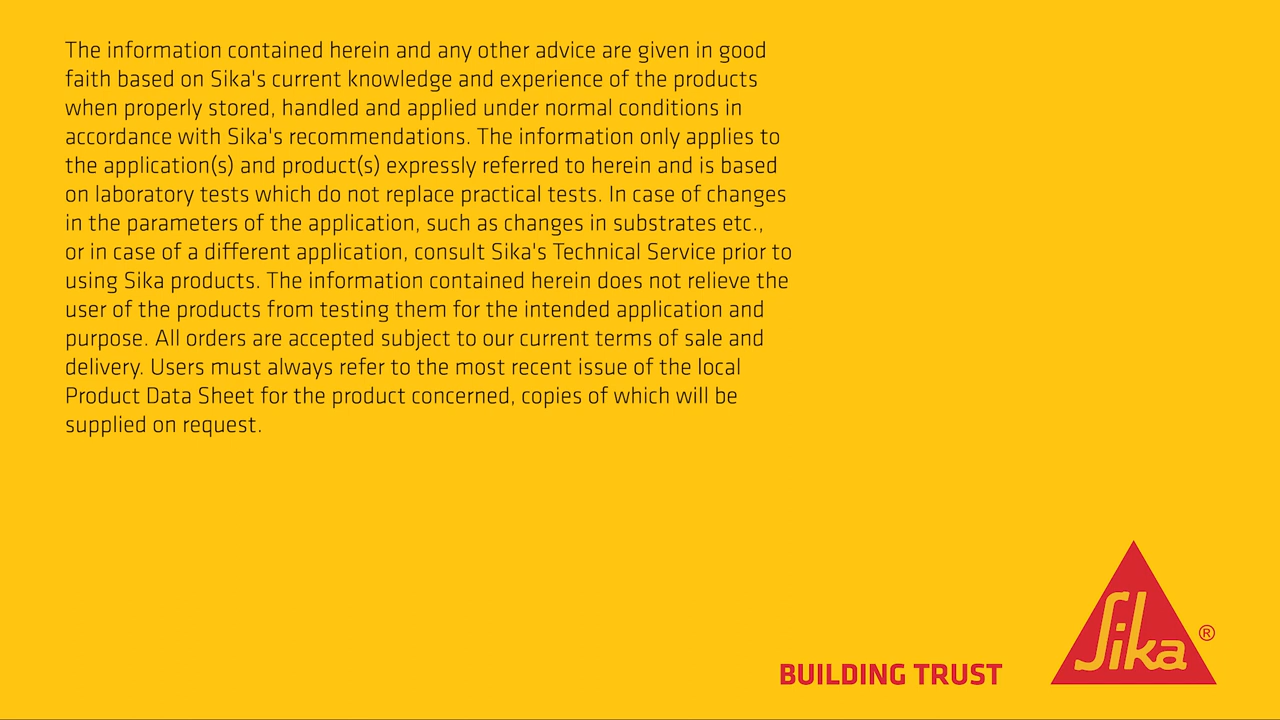 The information contained herein and any other advice are given in good
faith based on Sika's current knowledge and experience of the products
when properly stored, handled and applied under normal conditions in
accordance with Sika's recommendations. The information only applies to
the application(s) and product(s) expressly referred to herein and is based
on laboratory tests which do not replace practical tests. In case of changes
in the parameters of the application, such as changes in substrates etc.,
or in case of a different application, consult Sika's Technical Service prior to
using Sika products. The information contained herein does not relieve the
user of the products from testing them for the intended application and
purpose. All orders are accepted subject to our current terms of sale and
delivery. Users must always refer to the most recent issue of the local
Product Data Sheet for the product concerned, copies of which will be
supplied on request.
BUILDING TRUST
Sika®